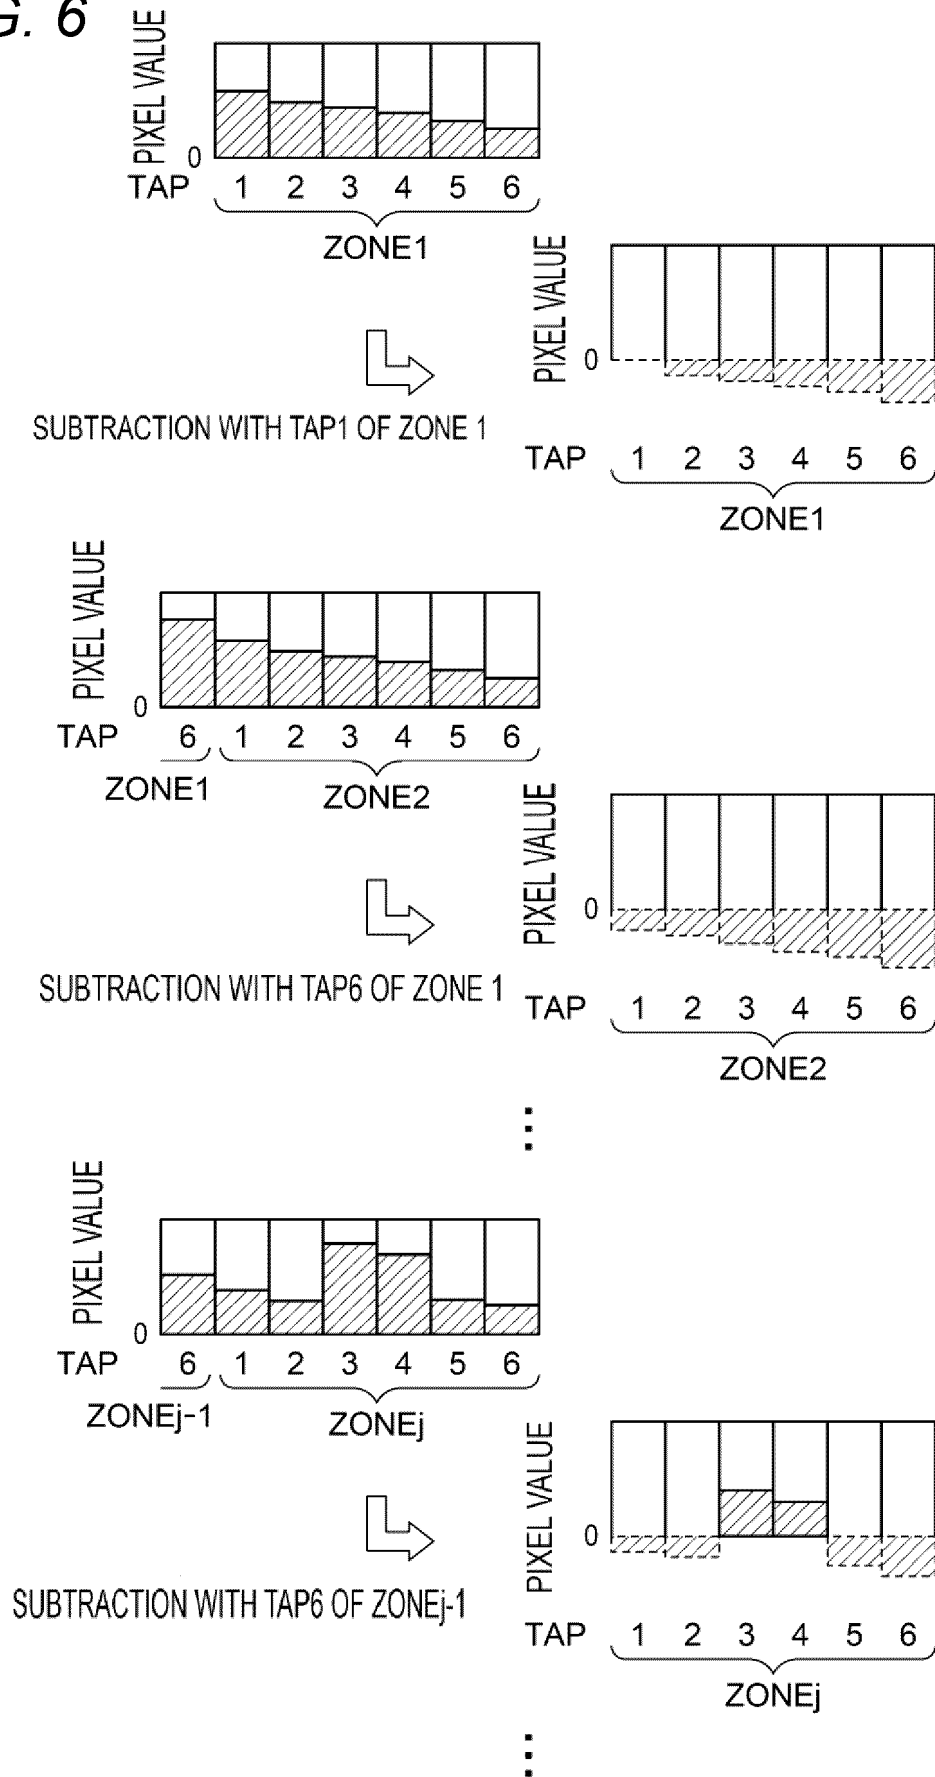 G. 6
PIXEL VALUE
0
TAP 1 2 3 4 5 6
ZONE1
PIXEL VALUE
0
SUBTRACTION WITH TAP1 OF ZONE 1
TAP 1 2 3 4 5 6
ZONE1
PIXEL VALUE
0
TAP 6 1 2 3 4 5 6
ZONE1 ZONE2
PIXEL VALUE
0
SUBTRACTION WITH TAP6 OF ZONE 1
TAP 1 2 3 4 5 6
ZONE2
PIXEL VALUE
0
TAP 6 1 2 3 4 5 6
ZONEj-1 ZONEj
PIXEL VALUE
0
SUBTRACTION WITH TAP6 OF ZONEj-1
TAP 1 2 3 4 5 6
ZONEj